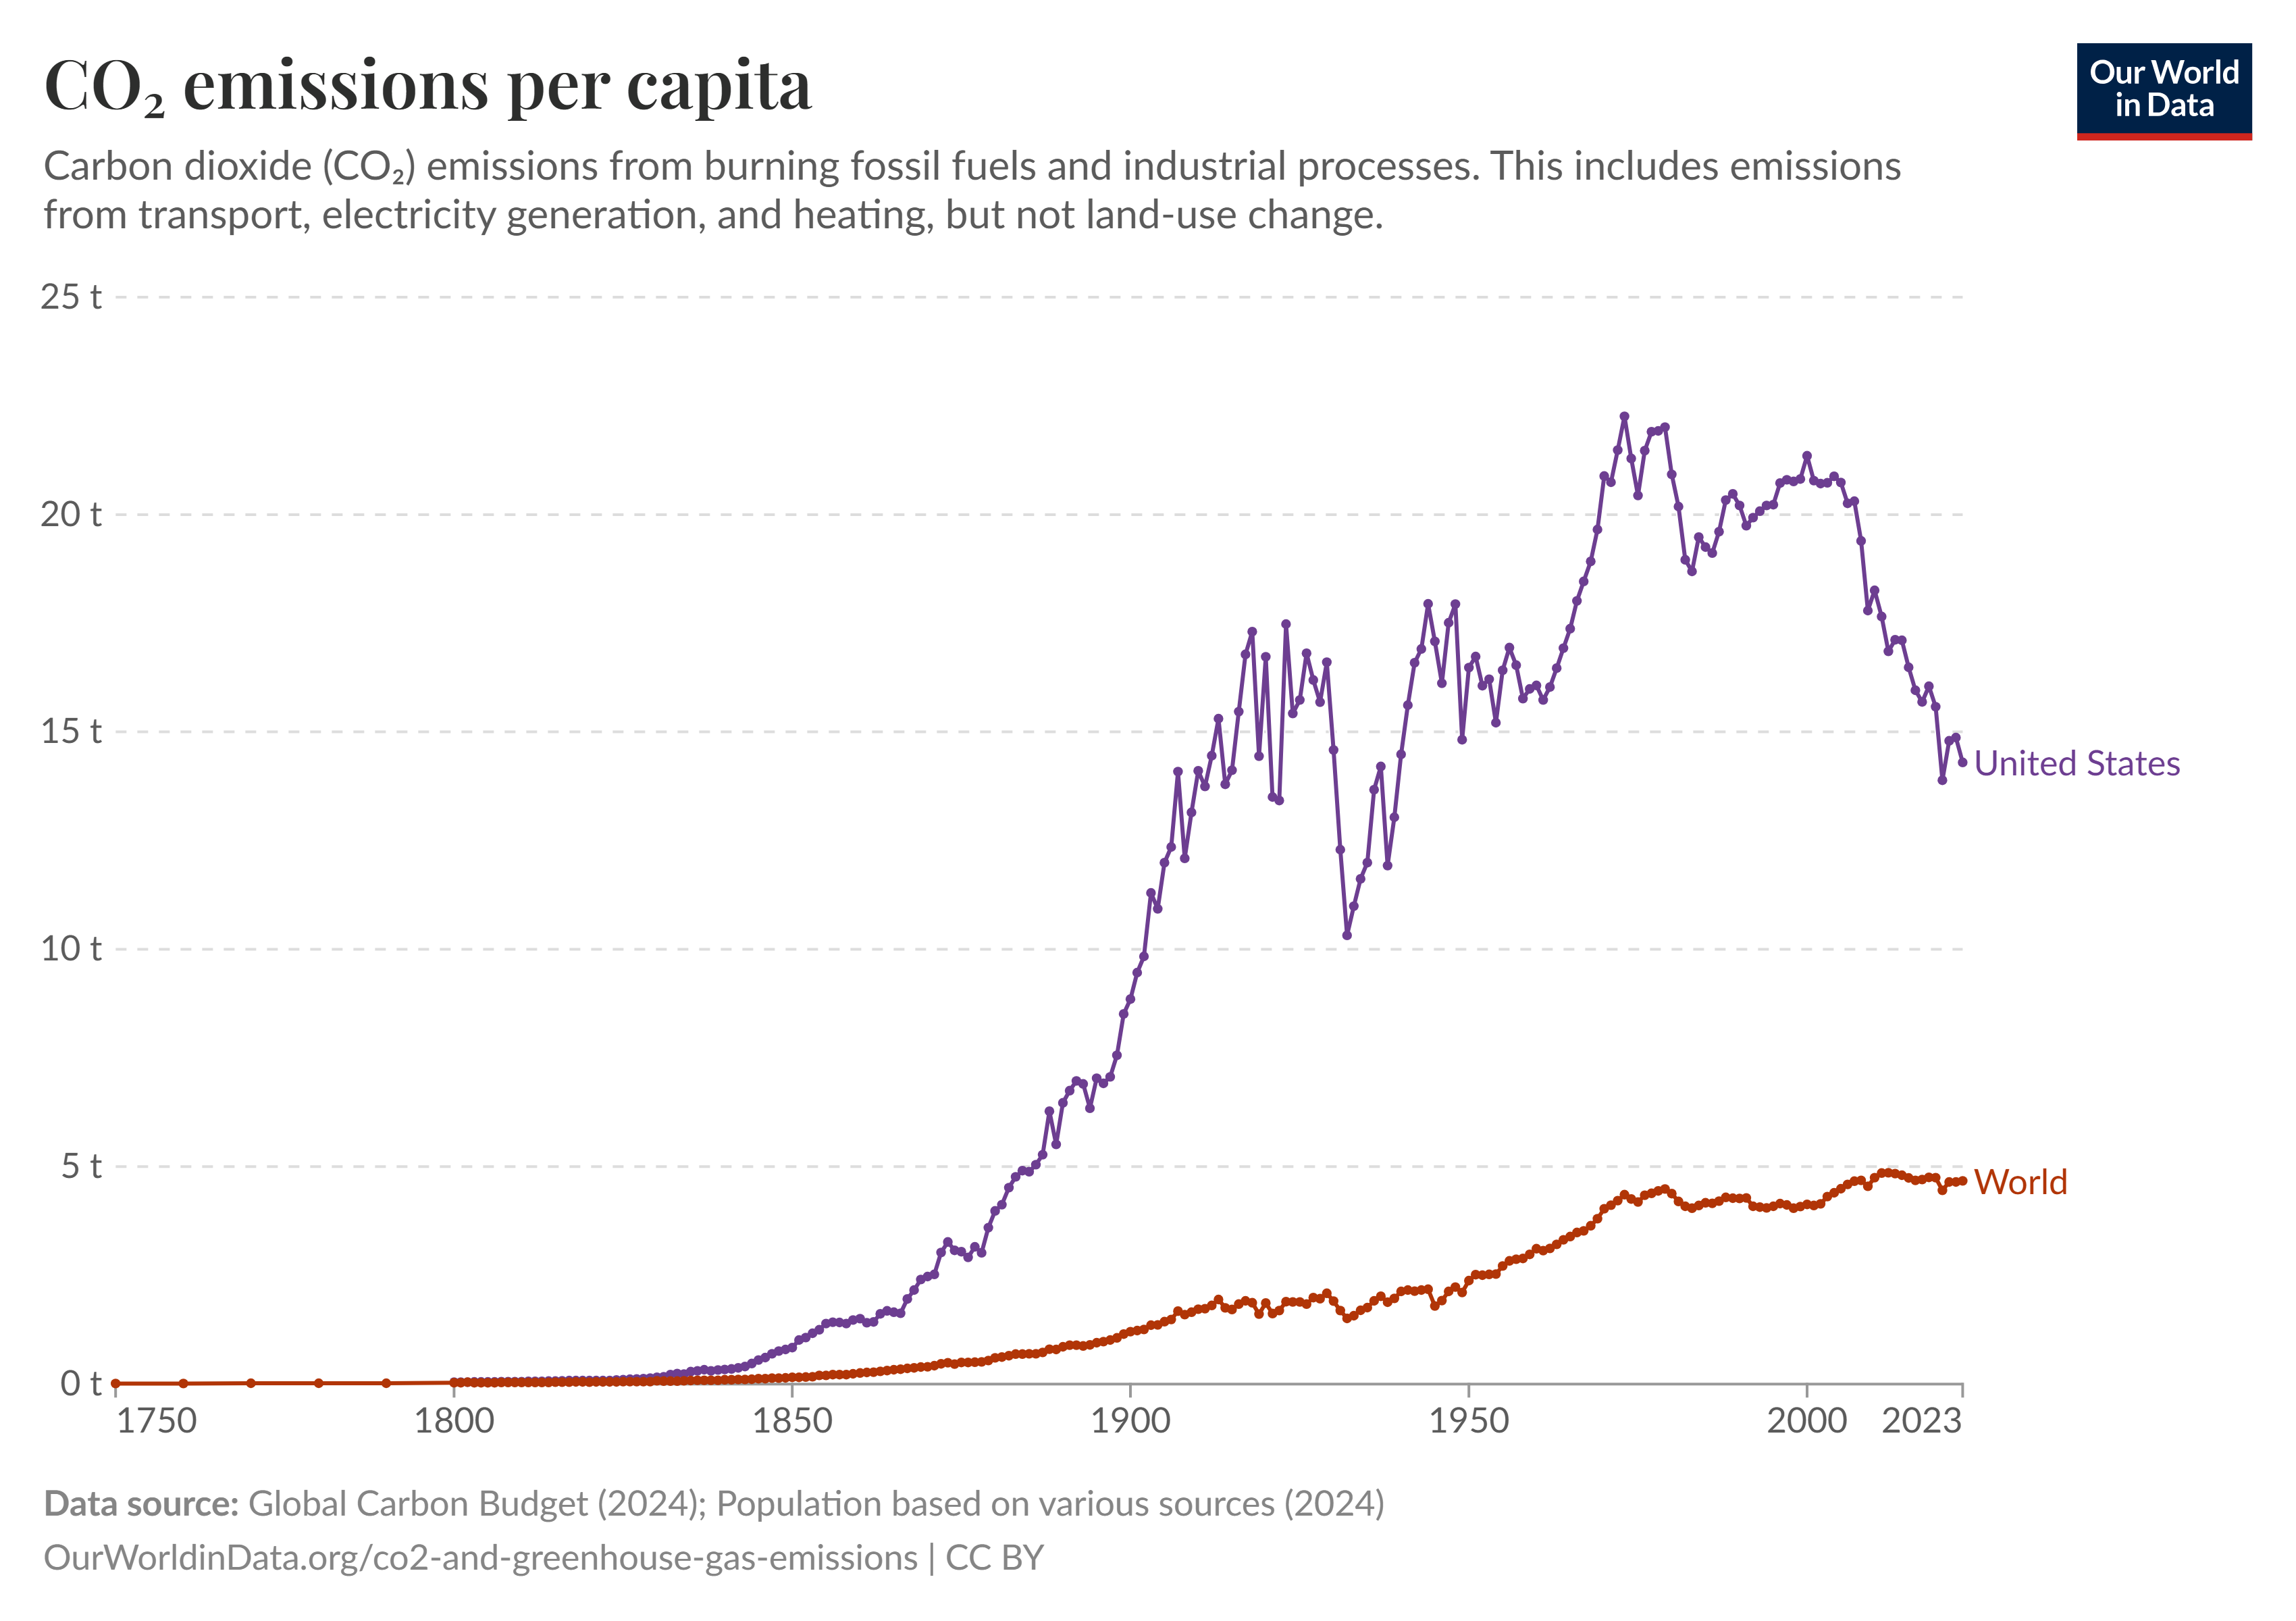 CO₂ emissions per capita
Our World
in Data
Carbon dioxide (CO₂) emissions from burning fossil fuels and industrial processes. This includes emissions
from transport, electricity generation, and heating, but not land-use change.
25 t
20 t
15 t
10 t
5 t
0 t
United States
World
1750
1800
1850
1900
1950
2000
2023
Data source: Global Carbon Budget (2024); Population based on various sources (2024)
OurWorldinData.org/co2-and-greenhouse-gas-emissions | CC BY